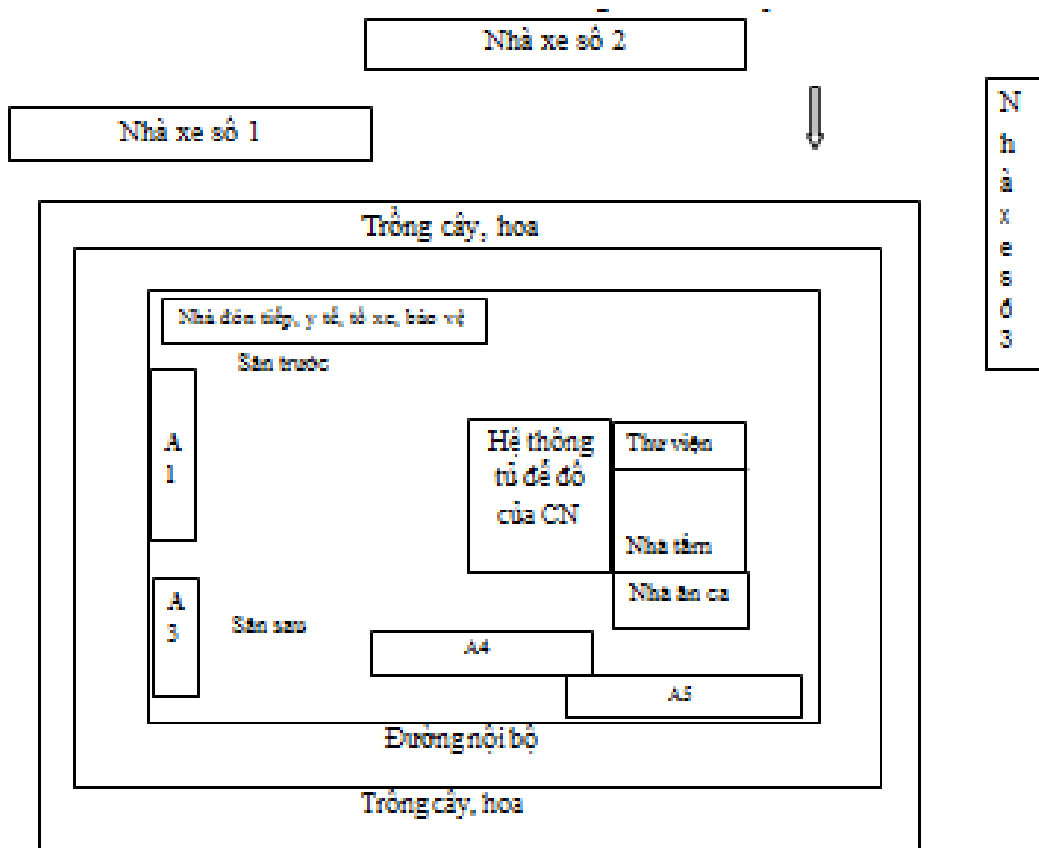 Nhà xe số 2
Nhà xe số 1
N
h
à
x
e
s
ố
3
Trồng cây, hoa
Nhà đón tiếp, y tế, tổ xe, bảo vệ
Sân trước
A
1
Hệ thông
tủ để đồ
của CN
Thư viện
Nhà tắm
Nhà ăn ca
A
3
Sân sau
A4
A5
Đường nội bộ
Trồng cây, hoa